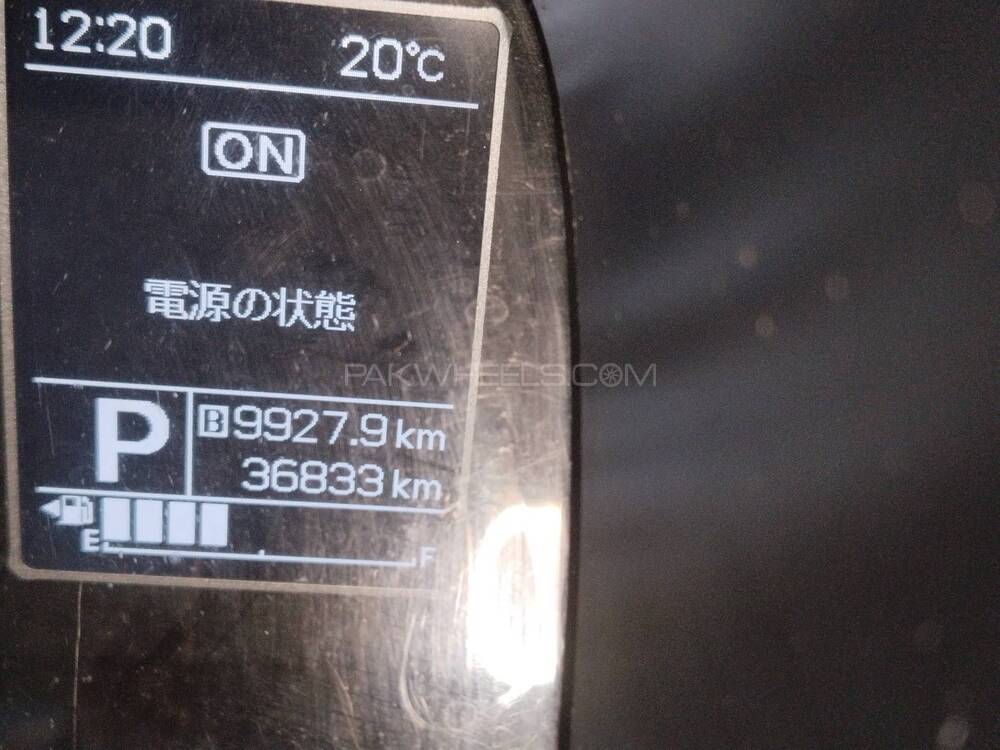 12:20 20°C
ON
電源の状態
PAKWHEELS.COM
P B 9927.9 km
36833 km
E F